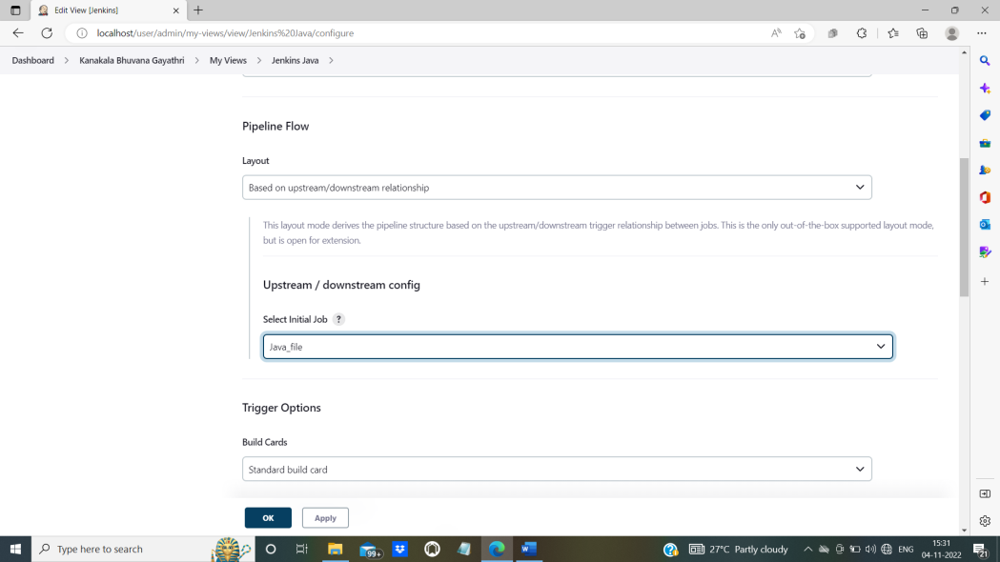 Edit View [Jenkins]
localhost/user/admin/my-views/view/Jenkins%20Java/configure
Dashboard > Kanakala Bhuvana Gayathri > My Views > Jenkins Java >
Pipeline Flow
Layout
Based on upstream/downstream relationship
This layout mode derives the pipeline structure based on the upstream/downstream trigger relationship between jobs. This is the only out-of-the-box supported layout mode,
but is open for extension.
Upstream / downstream config
Select Initial Job ?
Java_file
Trigger Options
Build Cards
Standard build card
OK Apply
Type here to search
99+
27°C Partly cloudy
ENG
15:31
04-11-2022
21